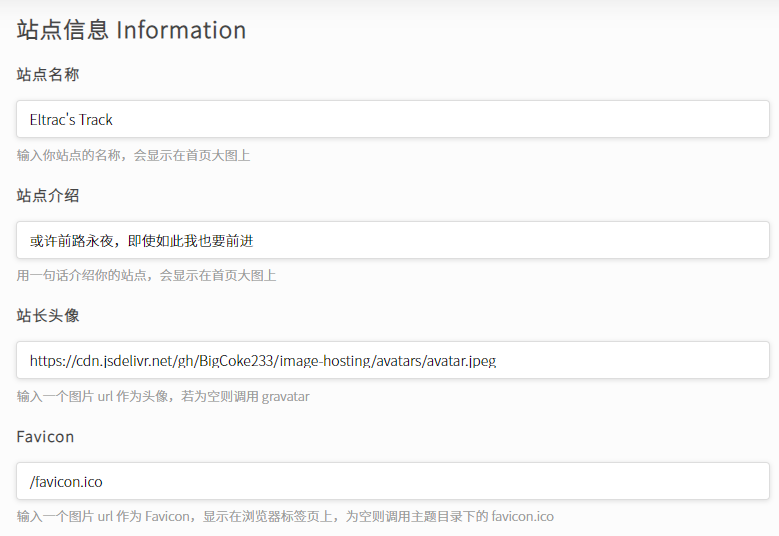 站点信息 Information
站点名称
Eltrac's Track
输入你站点的名称，会显示在首页大图上
站点介绍
或许前路永夜，即使如此我也要前进
用一句话介绍你的站点，会显示在首页大图上
站长头像
https://cdn.jsdelivr.net/gh/BigCoke233/image-hosting/avatars/avatar.jpeg
输入一个图片 url 作为头像，若为空则调用 gravatar
Favicon
/favicon.ico
输入一个图片 url 作为 Favicon，显示在浏览器标签页上，为空则调用主题目录下的 favicon.ico